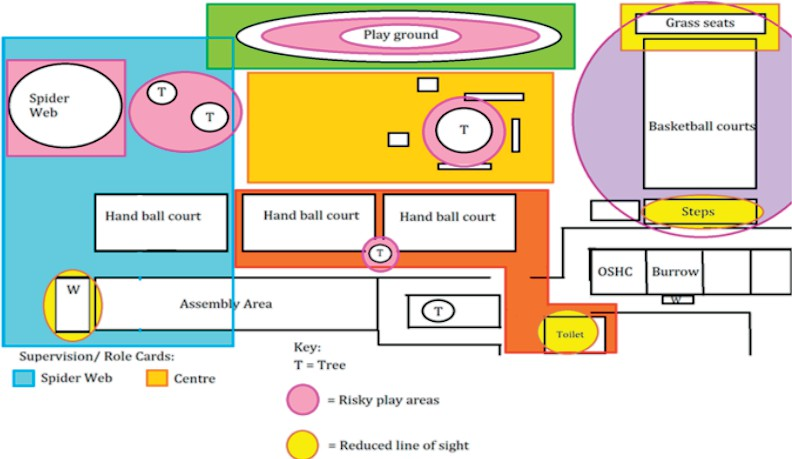 Grass seats
Play ground
Spider
Web
T
T
T
Basketball courts
Hand ball court
Hand ball court
Hand ball court
Steps
T
OSHC
Burrow
W
W
Assembly Area
T
Toilet
Supervision/ Role Cards:
Spider Web
Centre
Key:
T = Tree
= Risky play areas
= Reduced line of sight